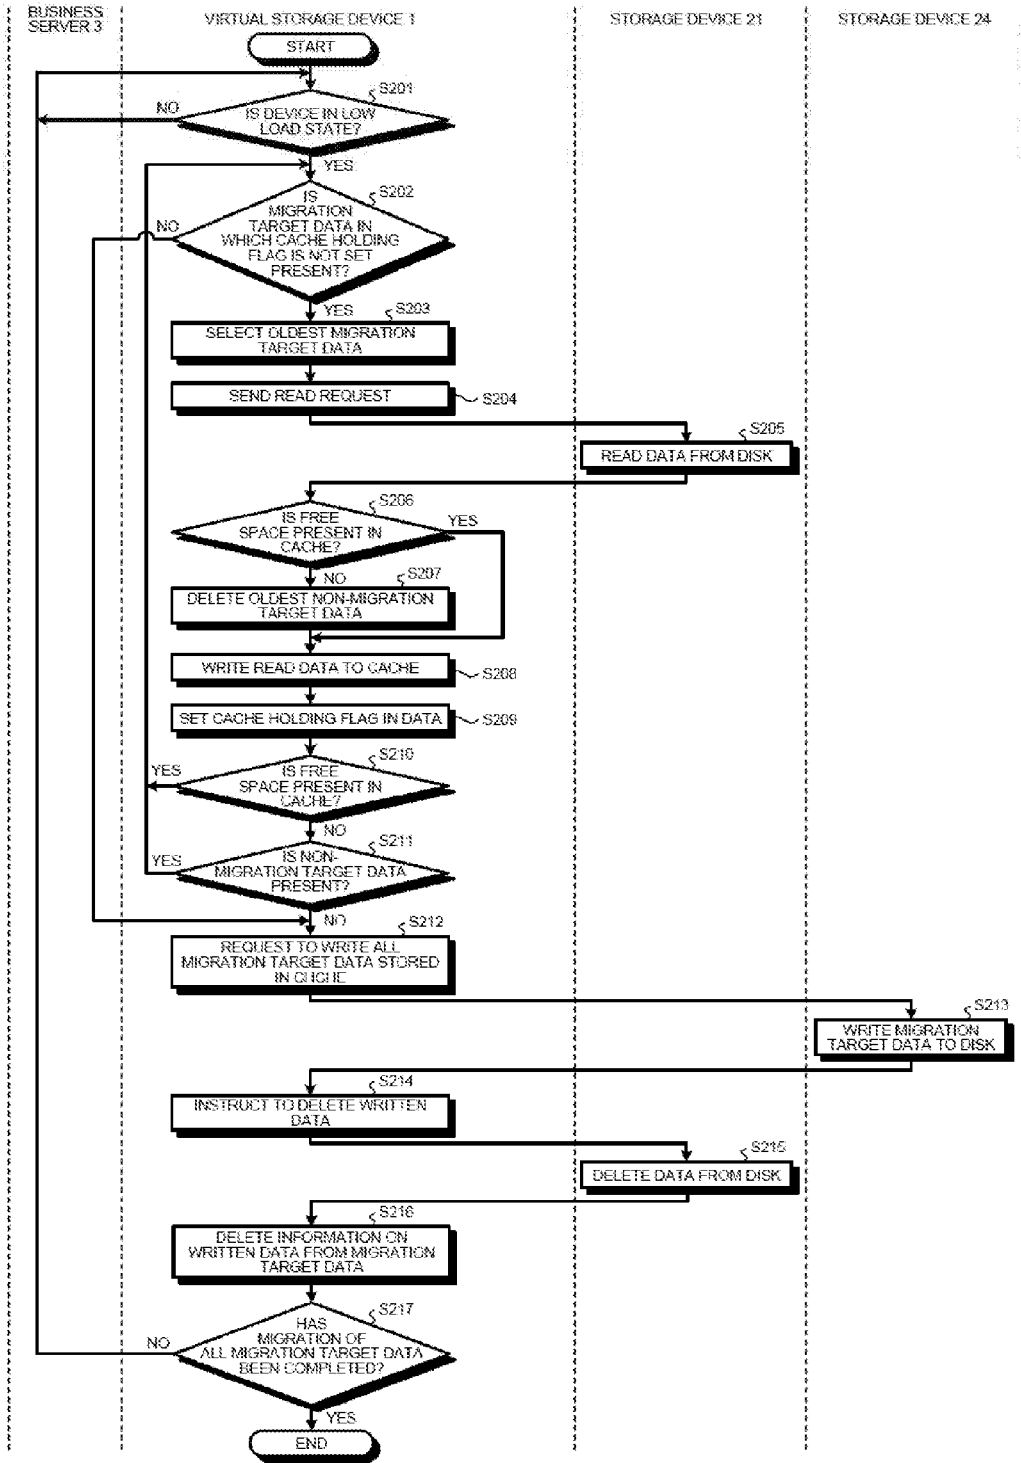 BUSINESS
SERVER 3
VIRTUAL STORAGE DEVICE 1
STORAGE DEVICE 21
STORAGE DEVICE 24
START
S201
NO
IS DEVICE IN LOW
LOAD STATE?
YES
S202
NO
IS
MIGRATION
TARGET DATA IN
WHICH CACHE HOLDING
FLAG IS NOT SET
PRESENT?
YES
S203
SELECT OLDEST MIGRATION
TARGET DATA
SEND READ REQUEST
S204
S205
READ DATA FROM DISK
S206
IS FREE
SPACE PRESENT IN
CACHE?
YES
NO
S207
DELETE OLDEST NON-MIGRATION
TARGET DATA
WRITE READ DATA TO CACHE
S208
SET CACHE HOLDING FLAG IN DATA
S209
S210
YES
IS FREE
SPACE PRESENT IN
CACHE?
NO
S211
YES
IS NON-
MIGRATION TARGET DATA
PRESENT?
NO
S212
REQUEST TO WRITE ALL
MIGRATION TARGET DATA STORED
IN CHCHE
S213
WRITE MIGRATION
TARGET DATA TO DISK
S214
INSTRUCT TO DELETE WRITTEN
DATA
S215
DELETE DATA FROM DISK
S216
DELETE INFORMATION ON
WRITTEN DATA FROM MIGRATION
TARGET DATA
S217
NO
HAS
MIGRATION OF
ALL MIGRATION TARGET DATA
BEEN COMPLETED?
YES
END